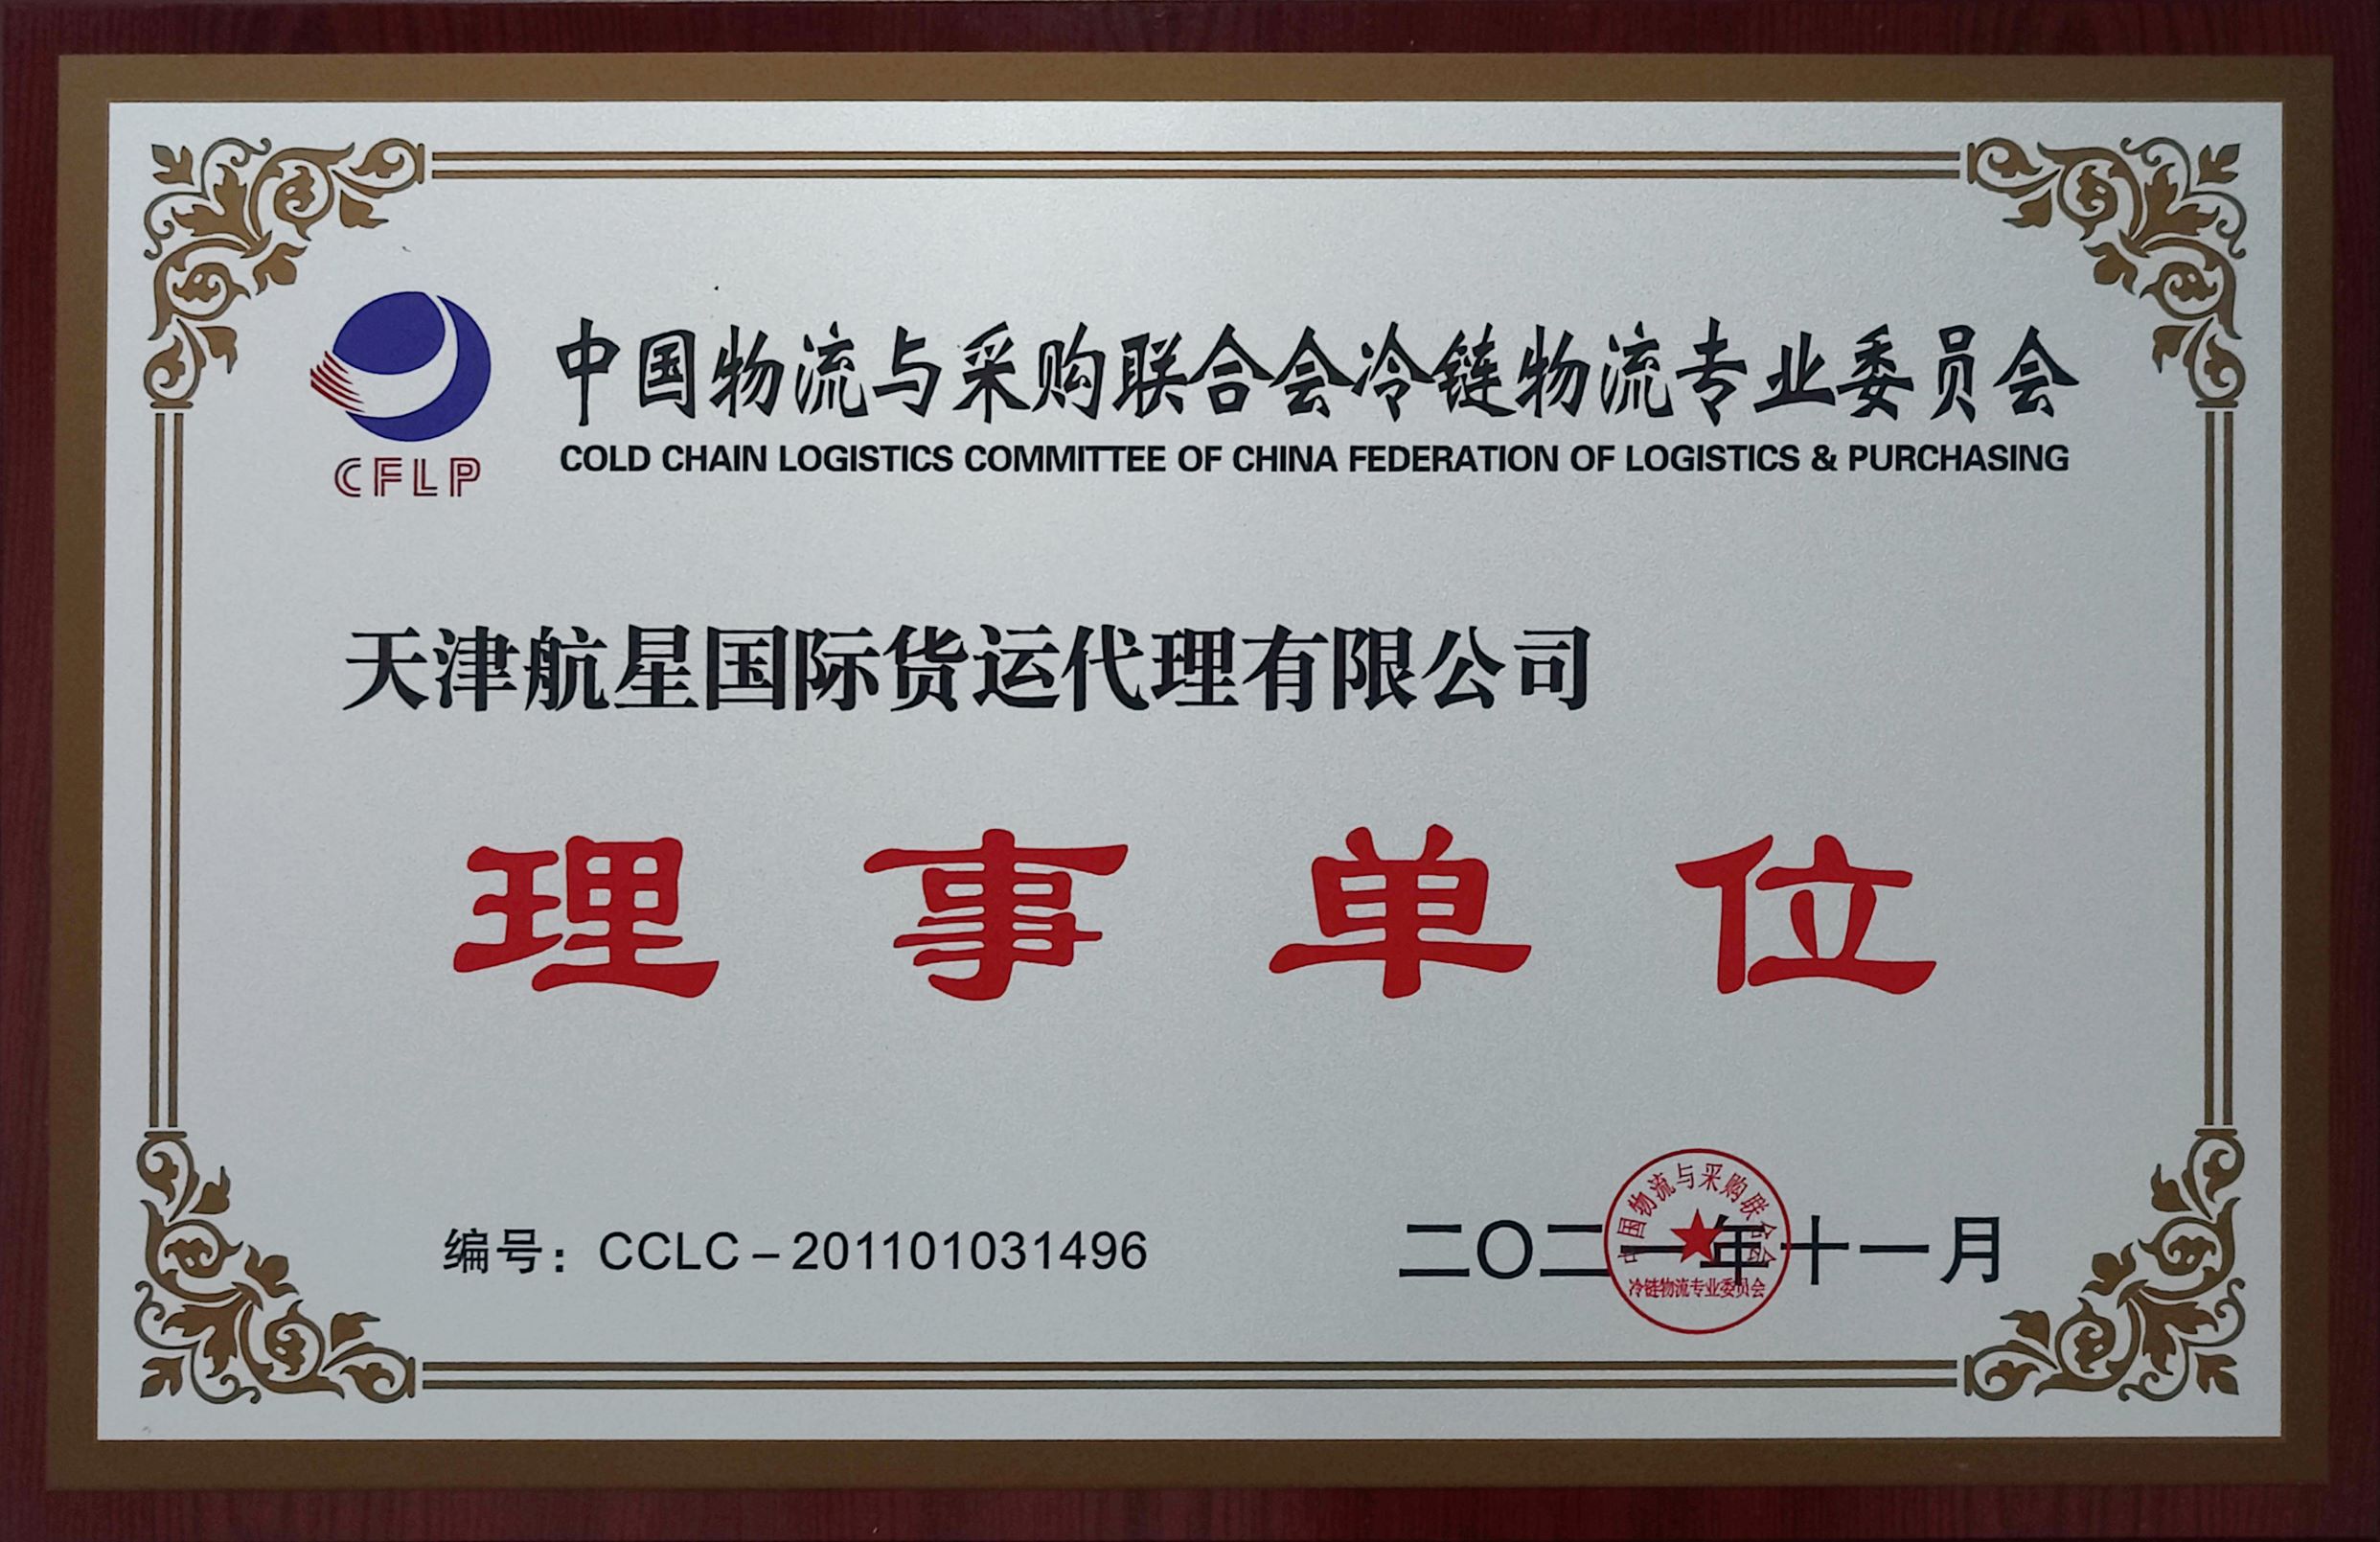 中国物流与采购联合会冷链物流专业委员会
CFLP
COLD CHAIN LOGISTICS COMMITTEE OF CHINA FEDERATION OF LOGISTICS & PURCHASING
天津航星国际货运代理有限公司
理事单位
编号：CCLC－201101031496
二〇二一年十一月
中国物流与采购联合会
冷链物流专业委员会